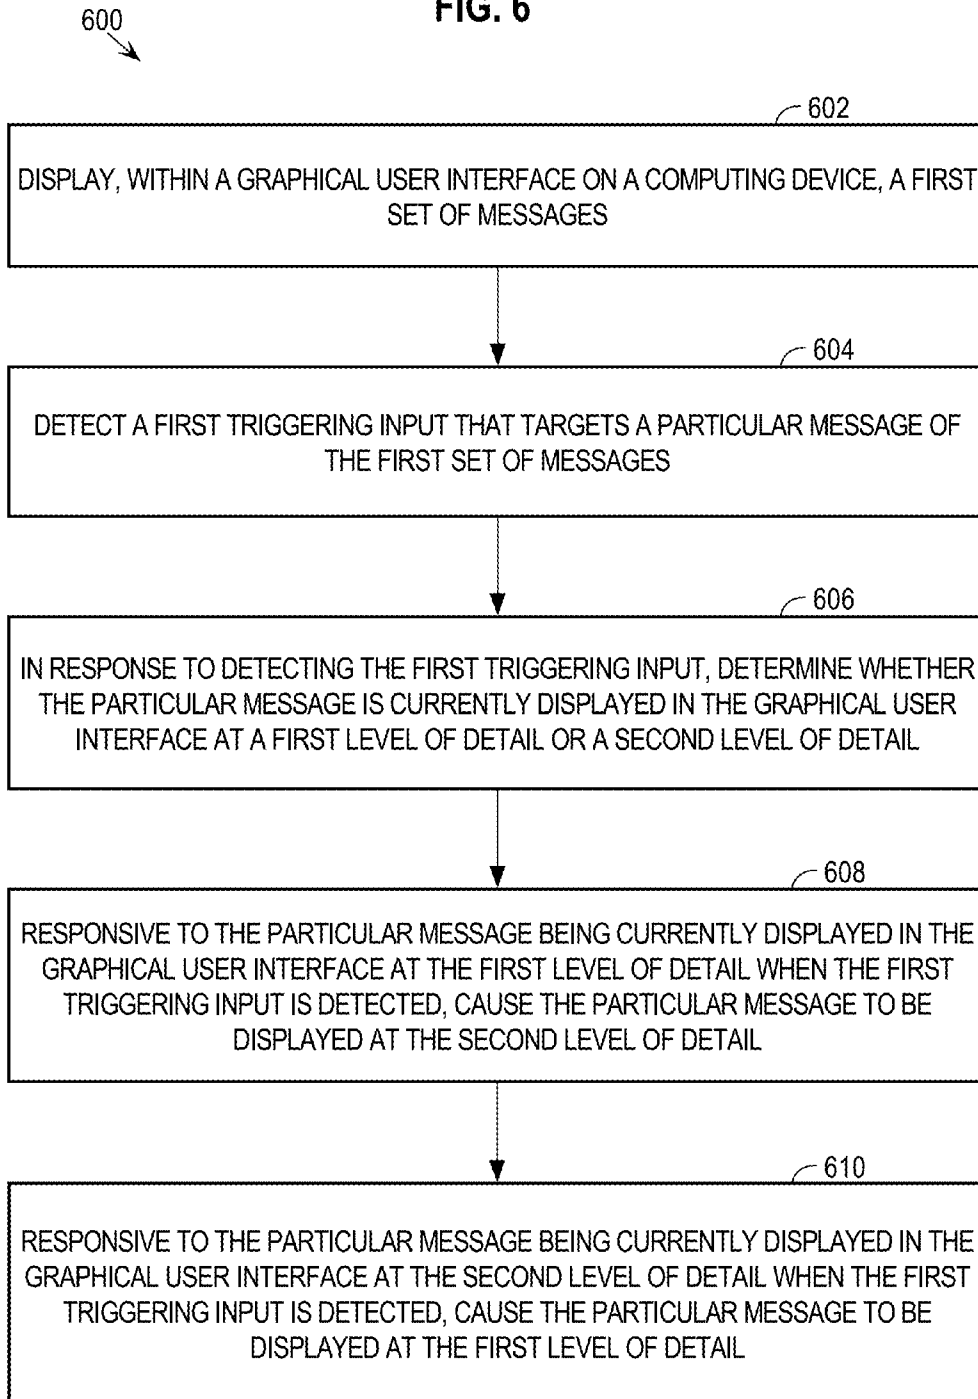 FIG. 6
600
602
DISPLAY, WITHIN A GRAPHICAL USER INTERFACE ON A COMPUTING DEVICE, A FIRST
SET OF MESSAGES
604
DETECT A FIRST TRIGGERING INPUT THAT TARGETS A PARTICULAR MESSAGE OF
THE FIRST SET OF MESSAGES
606
IN RESPONSE TO DETECTING THE FIRST TRIGGERING INPUT, DETERMINE WHETHER
THE PARTICULAR MESSAGE IS CURRENTLY DISPLAYED IN THE GRAPHICAL USER
INTERFACE AT A FIRST LEVEL OF DETAIL OR A SECOND LEVEL OF DETAIL
608
RESPONSIVE TO THE PARTICULAR MESSAGE BEING CURRENTLY DISPLAYED IN THE
GRAPHICAL USER INTERFACE AT THE FIRST LEVEL OF DETAIL WHEN THE FIRST
TRIGGERING INPUT IS DETECTED, CAUSE THE PARTICULAR MESSAGE TO BE
DISPLAYED AT THE SECOND LEVEL OF DETAIL
610
RESPONSIVE TO THE PARTICULAR MESSAGE BEING CURRENTLY DISPLAYED IN THE
GRAPHICAL USER INTERFACE AT THE SECOND LEVEL OF DETAIL WHEN THE FIRST
TRIGGERING INPUT IS DETECTED, CAUSE THE PARTICULAR MESSAGE TO BE
DISPLAYED AT THE FIRST LEVEL OF DETAIL